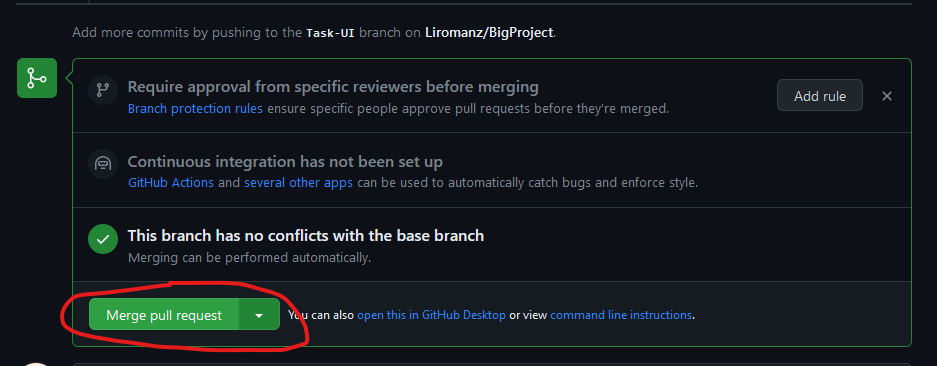 Add more commits by pushing to the Task-UI branch on Liromanz/BigProject.
Require approval from specific reviewers before merging
Branch protection rules ensure specific people approve pull requests before they're merged.
Add rule
Continuous integration has not been set up
GitHub Actions and several other apps can be used to automatically catch bugs and enforce style.
This branch has no conflicts with the base branch
Merging can be performed automatically.
Merge pull request
You can also open this in GitHub Desktop or view command line instructions.